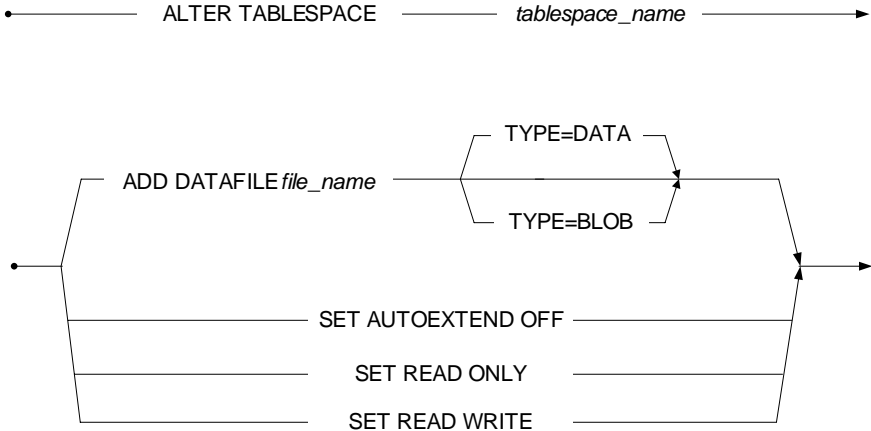 ALTER TABLESPACE tablespace_name
TYPE=DATA
ADD DATAFILE file_name
TYPE=BLOB
SET AUTOEXTEND OFF
SET READ ONLY
SET READ WRITE